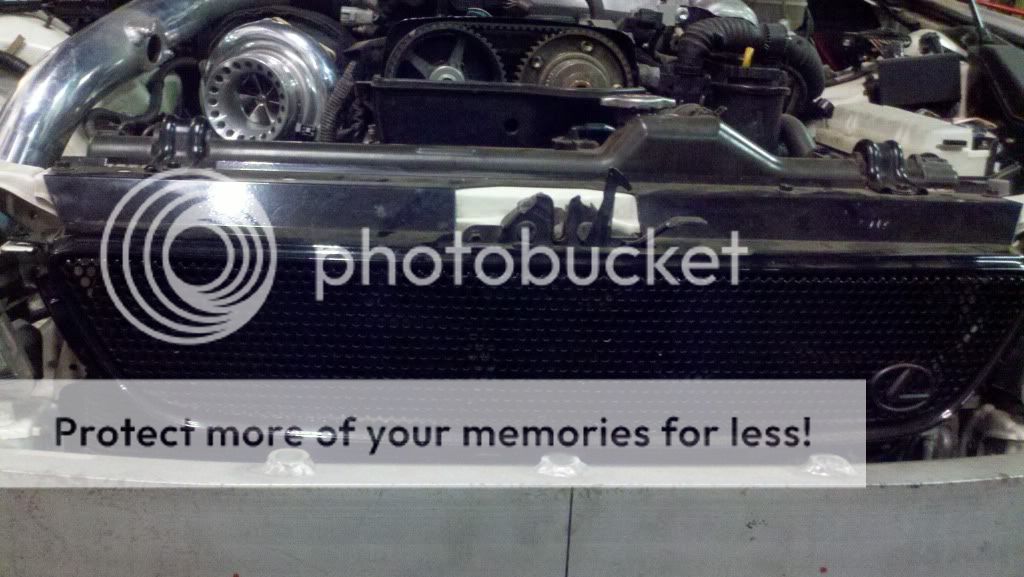 photobucket
Protect more of your memories for less!